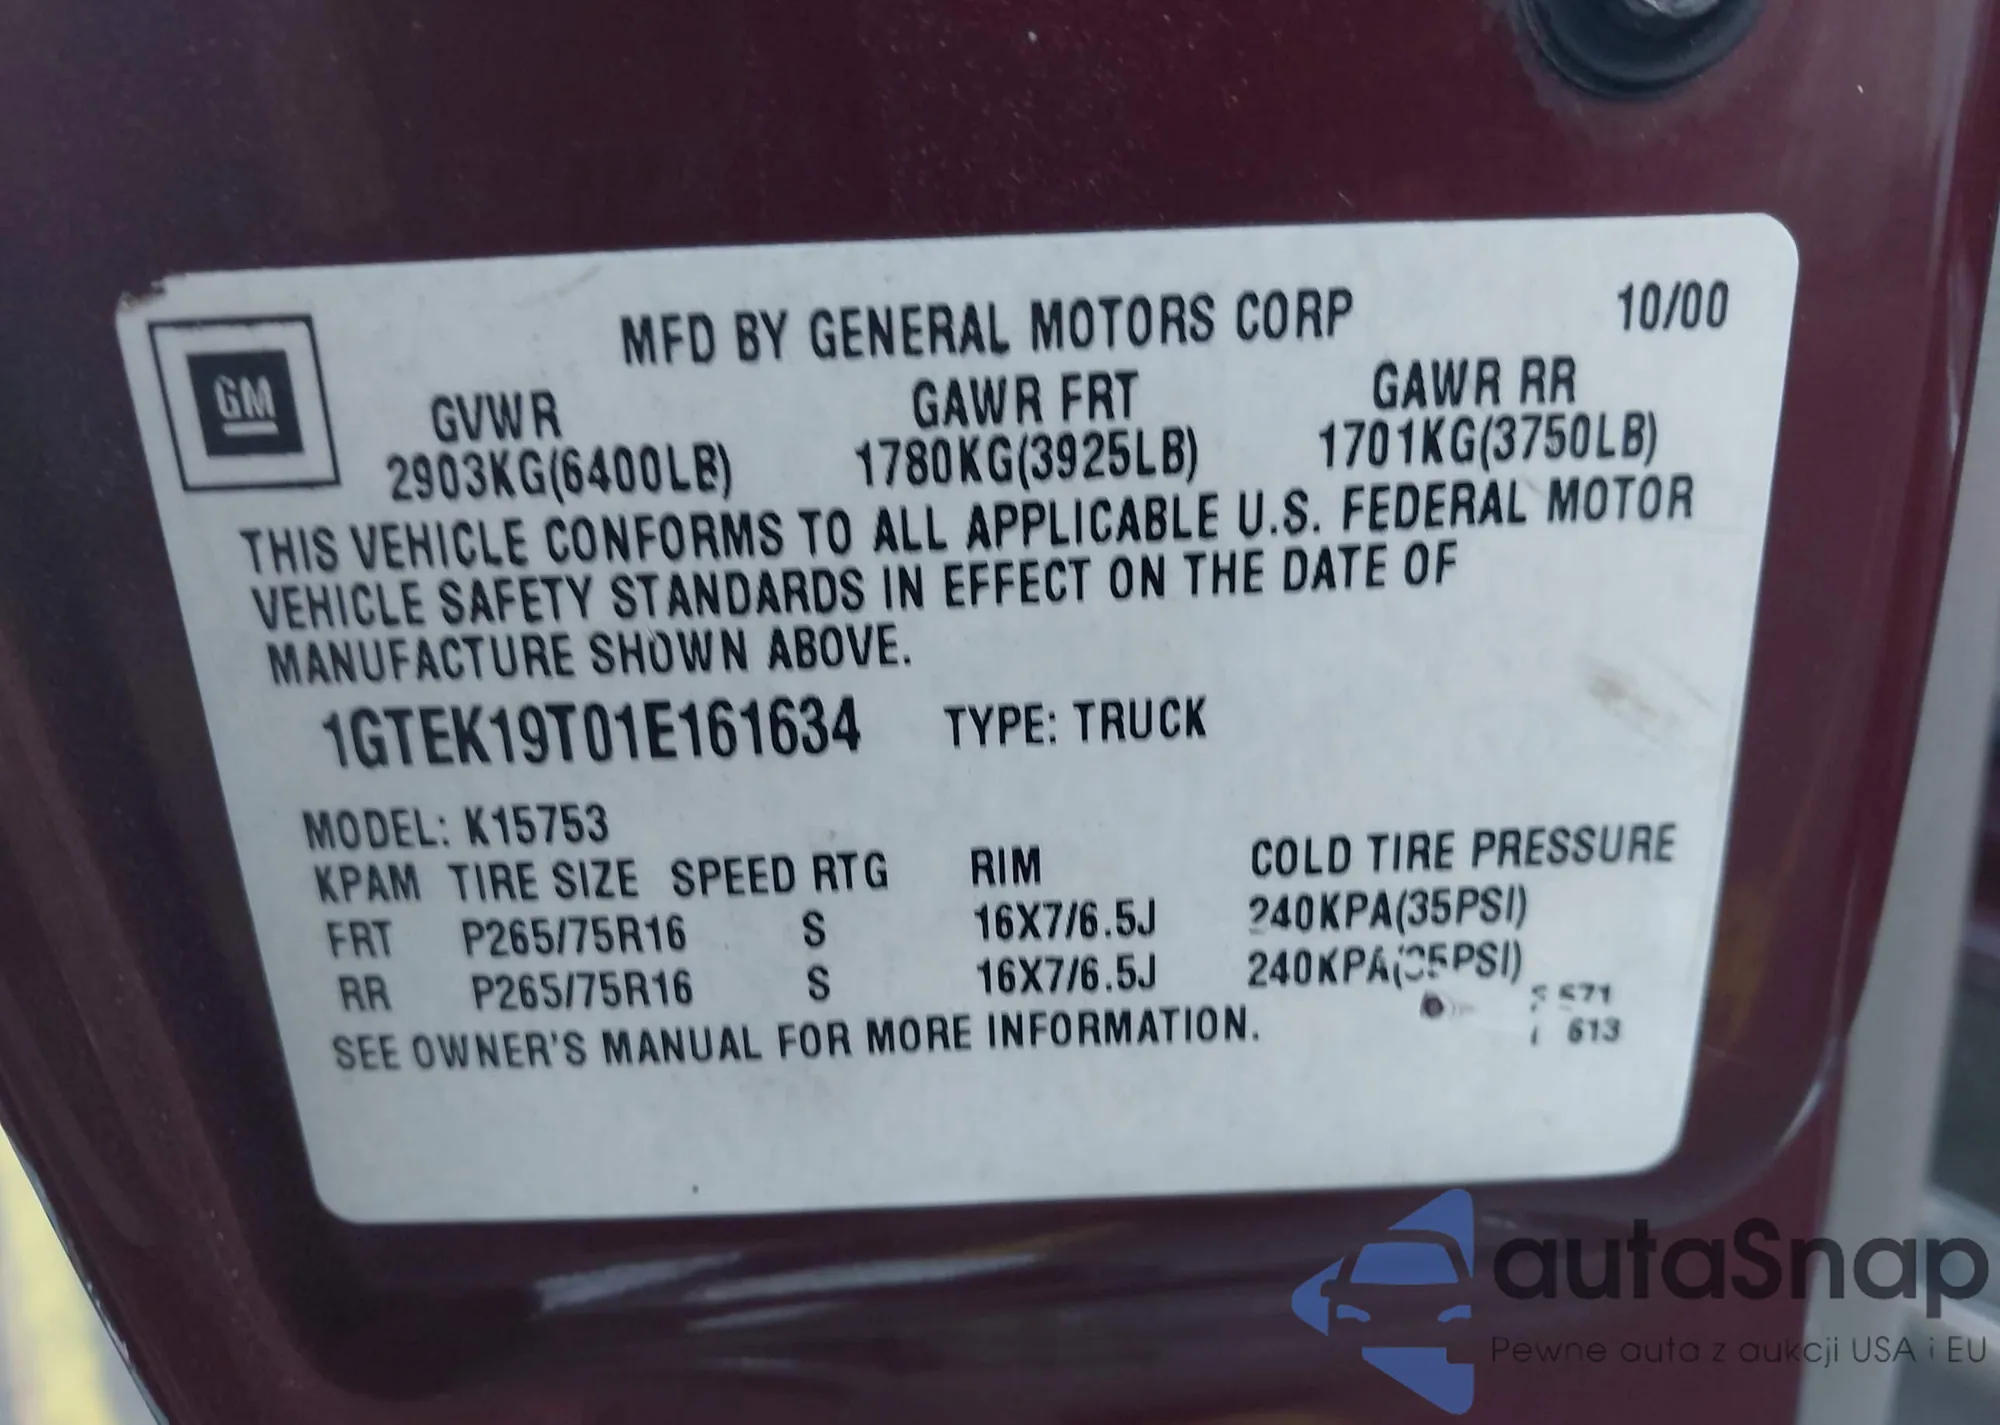 MFD BY GENERAL MOTORS CORP 10/00
GM
GVWR GAWR FRT GAWR RR
2903KG(6400LB) 1780KG(3925LB) 1701KG(3750LB)
THIS VEHICLE CONFORMS TO ALL APPLICABLE U.S. FEDERAL MOTOR
VEHICLE SAFETY STANDARDS IN EFFECT ON THE DATE OF
MANUFACTURE SHOWN ABOVE.
1GTEK19T01E161634 TYPE: TRUCK
MODEL: K15753
KPAM TIRE SIZE SPEED RTG RIM COLD TIRE PRESSURE
FRT P265/75R16 S 16X7/6.5J 240KPA(35PSI)
RR P265/75R16 S 16X7/6.5J 240KPA(35PSI)
571
613
SEE OWNER'S MANUAL FOR MORE INFORMATION.
autaSnap
Pewne auta z aukcji USA i EU